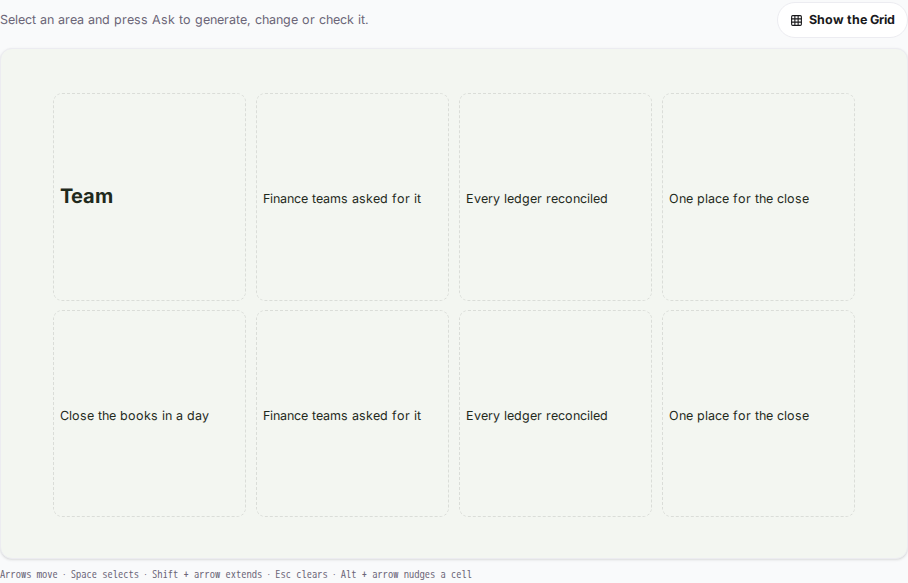 Select an area and press Ask to generate, change or check it.
Show the Grid
Team
Finance teams asked for it
Every ledger reconciled
One place for the close
Close the books in a day
Finance teams asked for it
Every ledger reconciled
One place for the close
Arrows move · Space selects · Shift + arrow extends · Esc clears · Alt + arrow nudges a cell